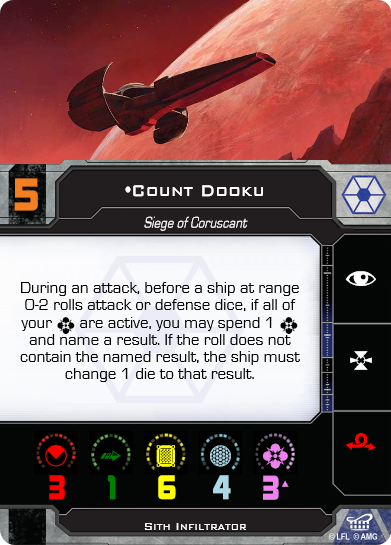 5
•Count Dooku
Siege of Coruscant
During an attack, before a ship at range
0-2 rolls attack or defense dice, if all of
your are active, you may spend 1
and name a result. If the roll does not
contain the named result, the ship must
change 1 die to that result.
3 1 6 4 3
Sith Infiltrator
© LFL © AMG